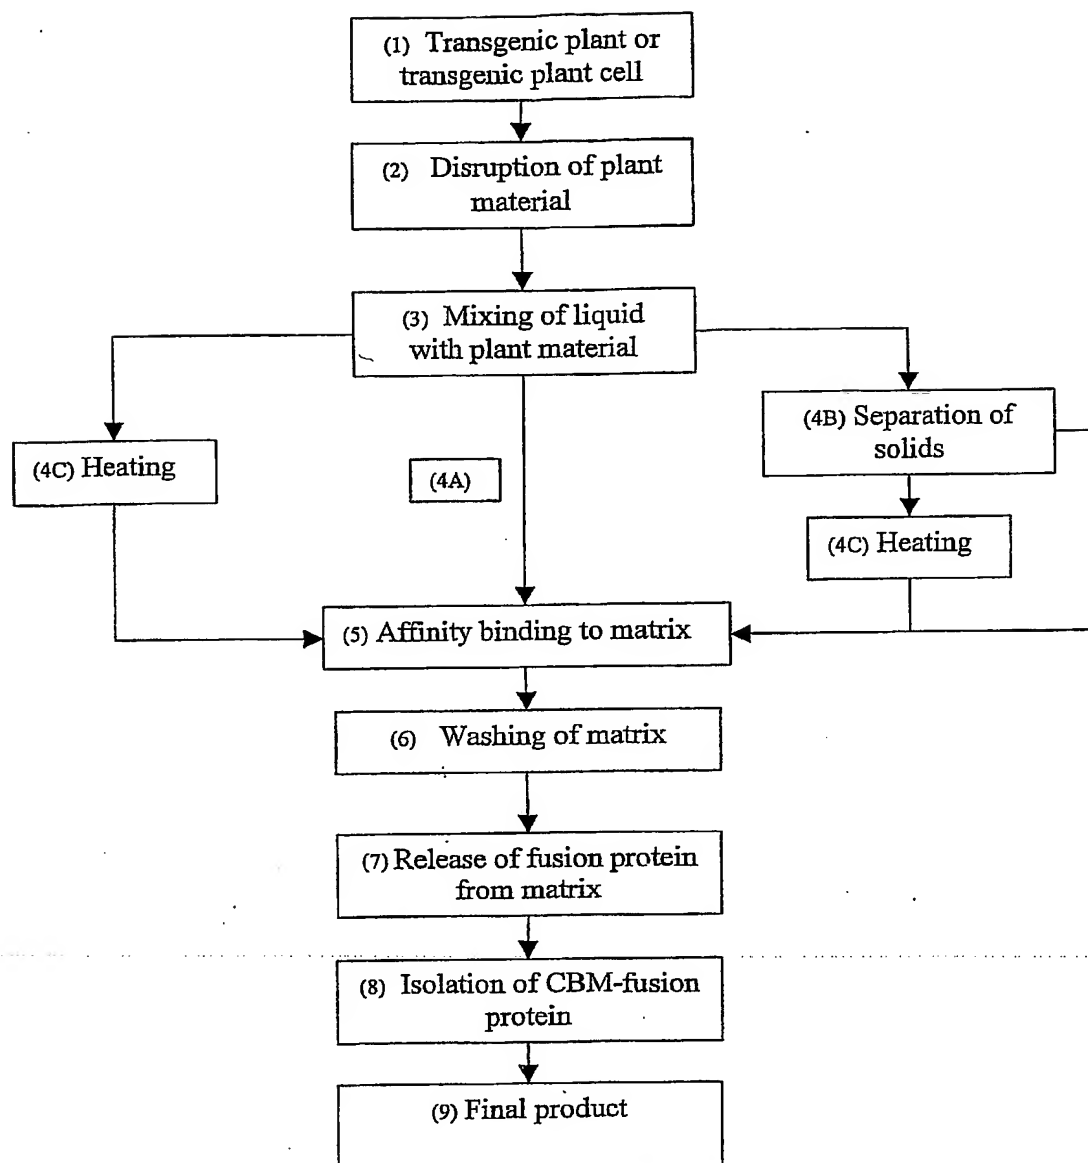 (1) Transgenic plant or
transgenic plant cell
(2) Disruption of plant
material
(3) Mixing of liquid
with plant material
(4B) Separation of
solids
(4C) Heating
(4A)
(4C) Heating
(5) Affinity binding to matrix
(6) Washing of matrix
(7) Release of fusion protein
from matrix
(8) Isolation of CBM-fusion
protein
(9) Final product